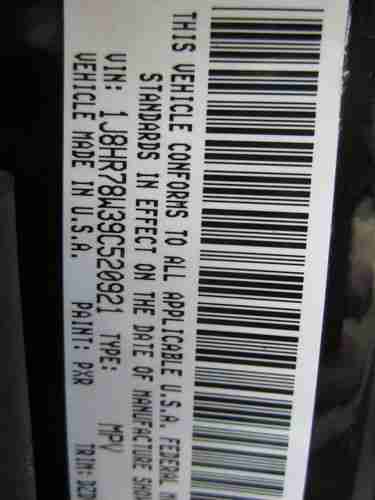 THIS VEHICLE CONFORMS TO ALL APPLICABLE U.S.A. FEDERAL
STANDARDS IN EFFECT ON THE DATE OF MANUFACTURE
VIN: 1J8HR78W39C520921 TYPE: MPV
VEHICLE MADE IN U.S.A. PAINT: PXR TRIM: